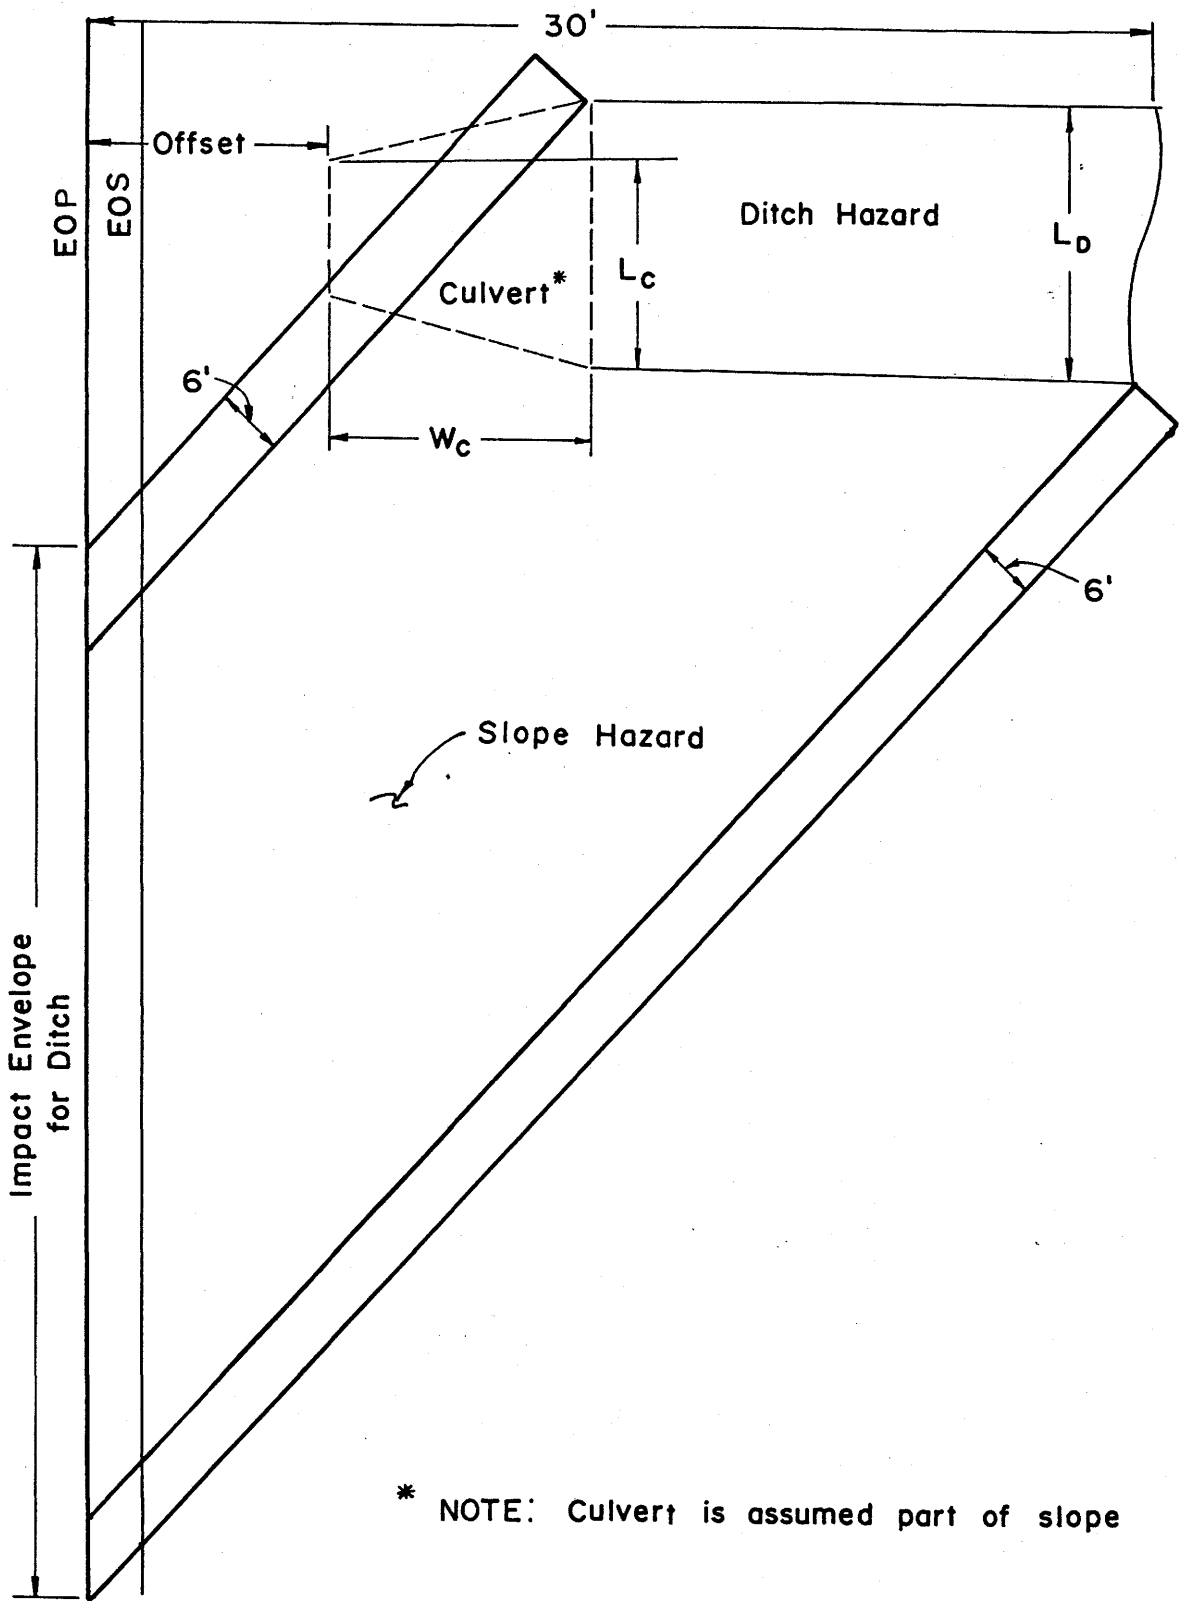 30'
Offset
EOP
EOS
Ditch Hazard
L_D
L_C
Culvert*
6'
W_C
6'
Slope Hazard
Impact Envelope
for Ditch
* NOTE: Culvert is assumed part of slope